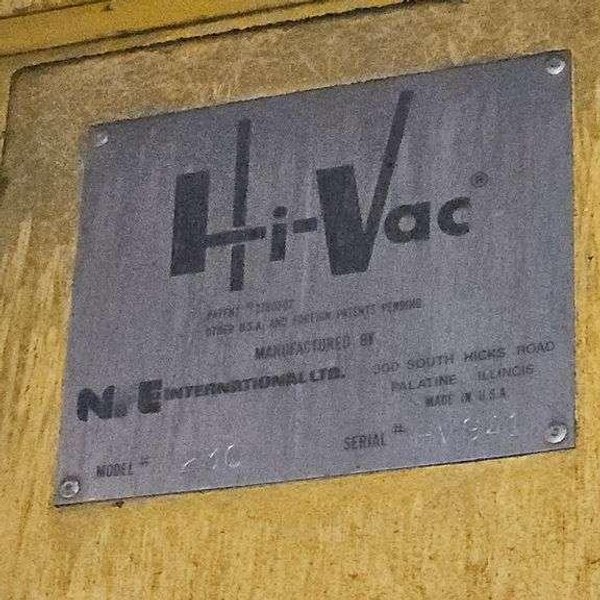 Hi-Vac®
PATENT
OTHER U.S.A. AND FOREIGN PATENTS PENDING
MANUFACTURED BY
N.F.E INTERNATIONAL LTD.
300 SOUTH HICKS ROAD
PALATINE ILLINOIS
MADE IN U.S.A.
MODEL #
SERIAL #